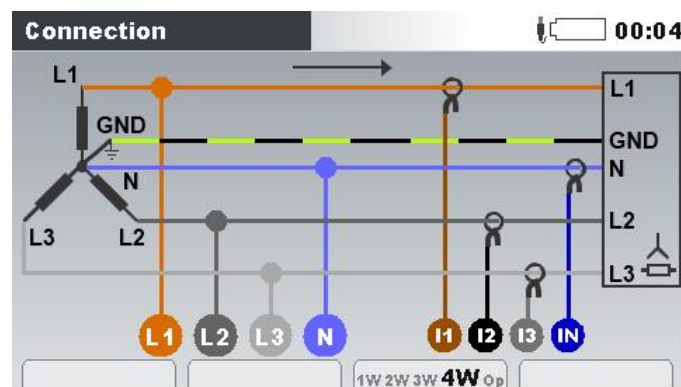 Connection 00:04
L1 L1
GND GND
N N
L3 L2 L2
L3
L1 L2 L3 N I1 I2 I3 IN
1W 2W 3W 4W Op